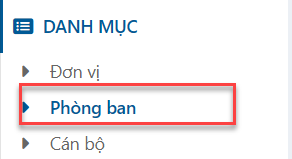 DANH MỤC
Đơn vị
Phòng ban
Cán bộ